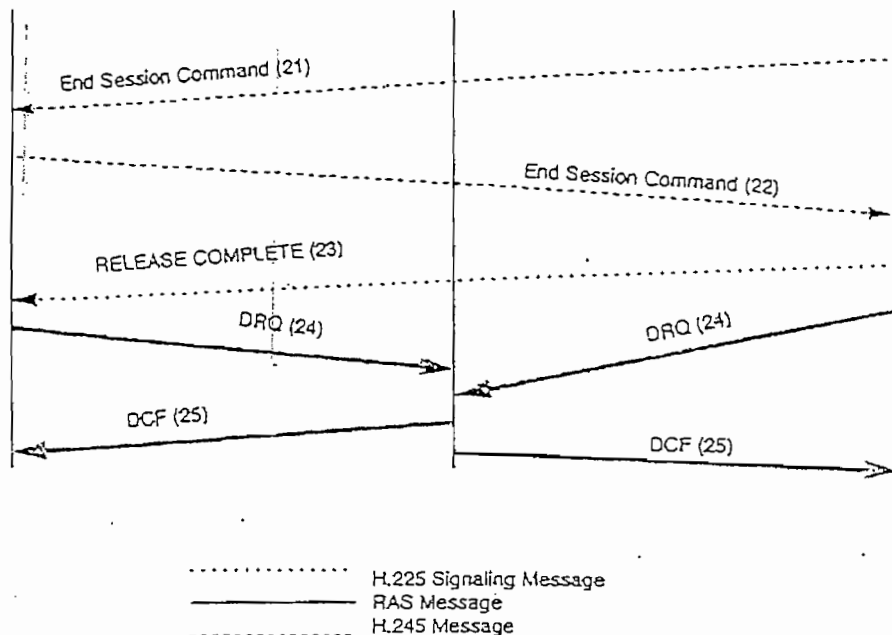 End Session Command (21)
End Session Command (22)
RELEASE COMPLETE (23)
DRQ (24)
DRQ (24)
DCF (25)
DCF (25)
H.225 Signaling Message
RAS Message
H.245 Message